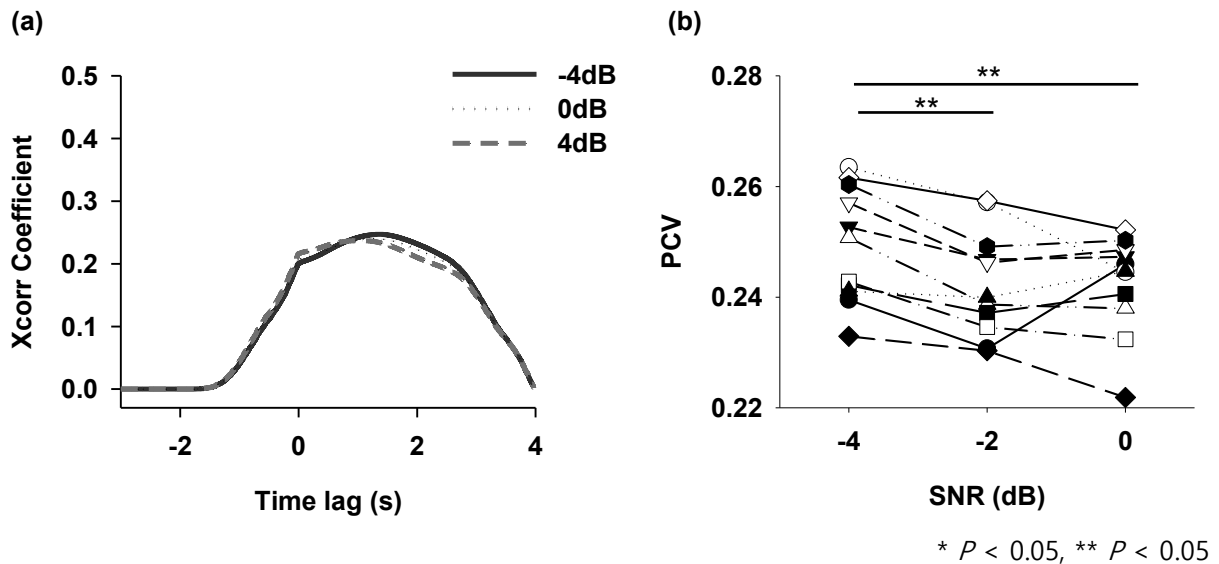 (a)
0.5
0.4
0.3
0.2
0.1
0.0
Xcorr Coefficient
-2
0
2
4
Time lag (s)
-4dB
0dB
4dB
(b)
0.28
0.26
0.24
0.22
PCV
**
**
-4
-2
0
SNR (dB)
* P < 0.05, ** P < 0.05